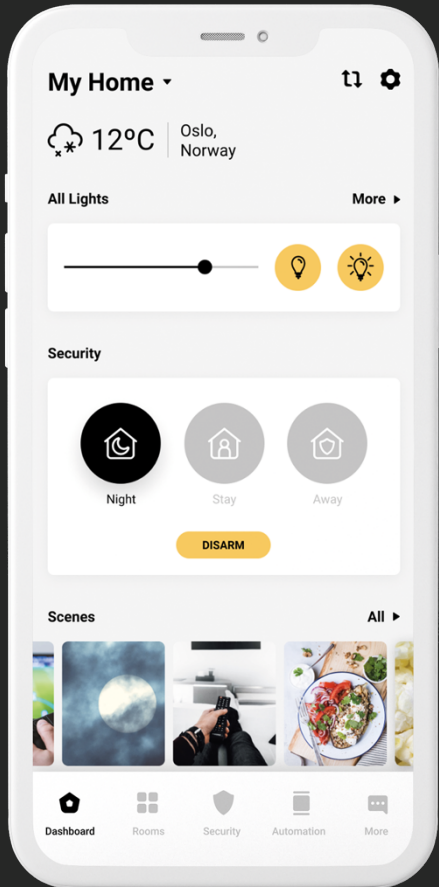 My Home
12°C
Oslo,
Norway
All Lights
More
Security
Night
Stay
Away
DISARM
Scenes
All
Dashboard
Rooms
Security
Automation
More